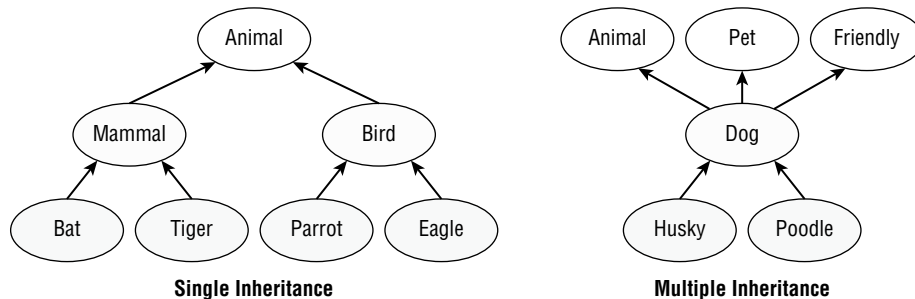 Animal
Mammal Bird
Bat Tiger Parrot Eagle
Single Inheritance
Animal Pet Friendly
Dog
Husky Poodle
Multiple Inheritance